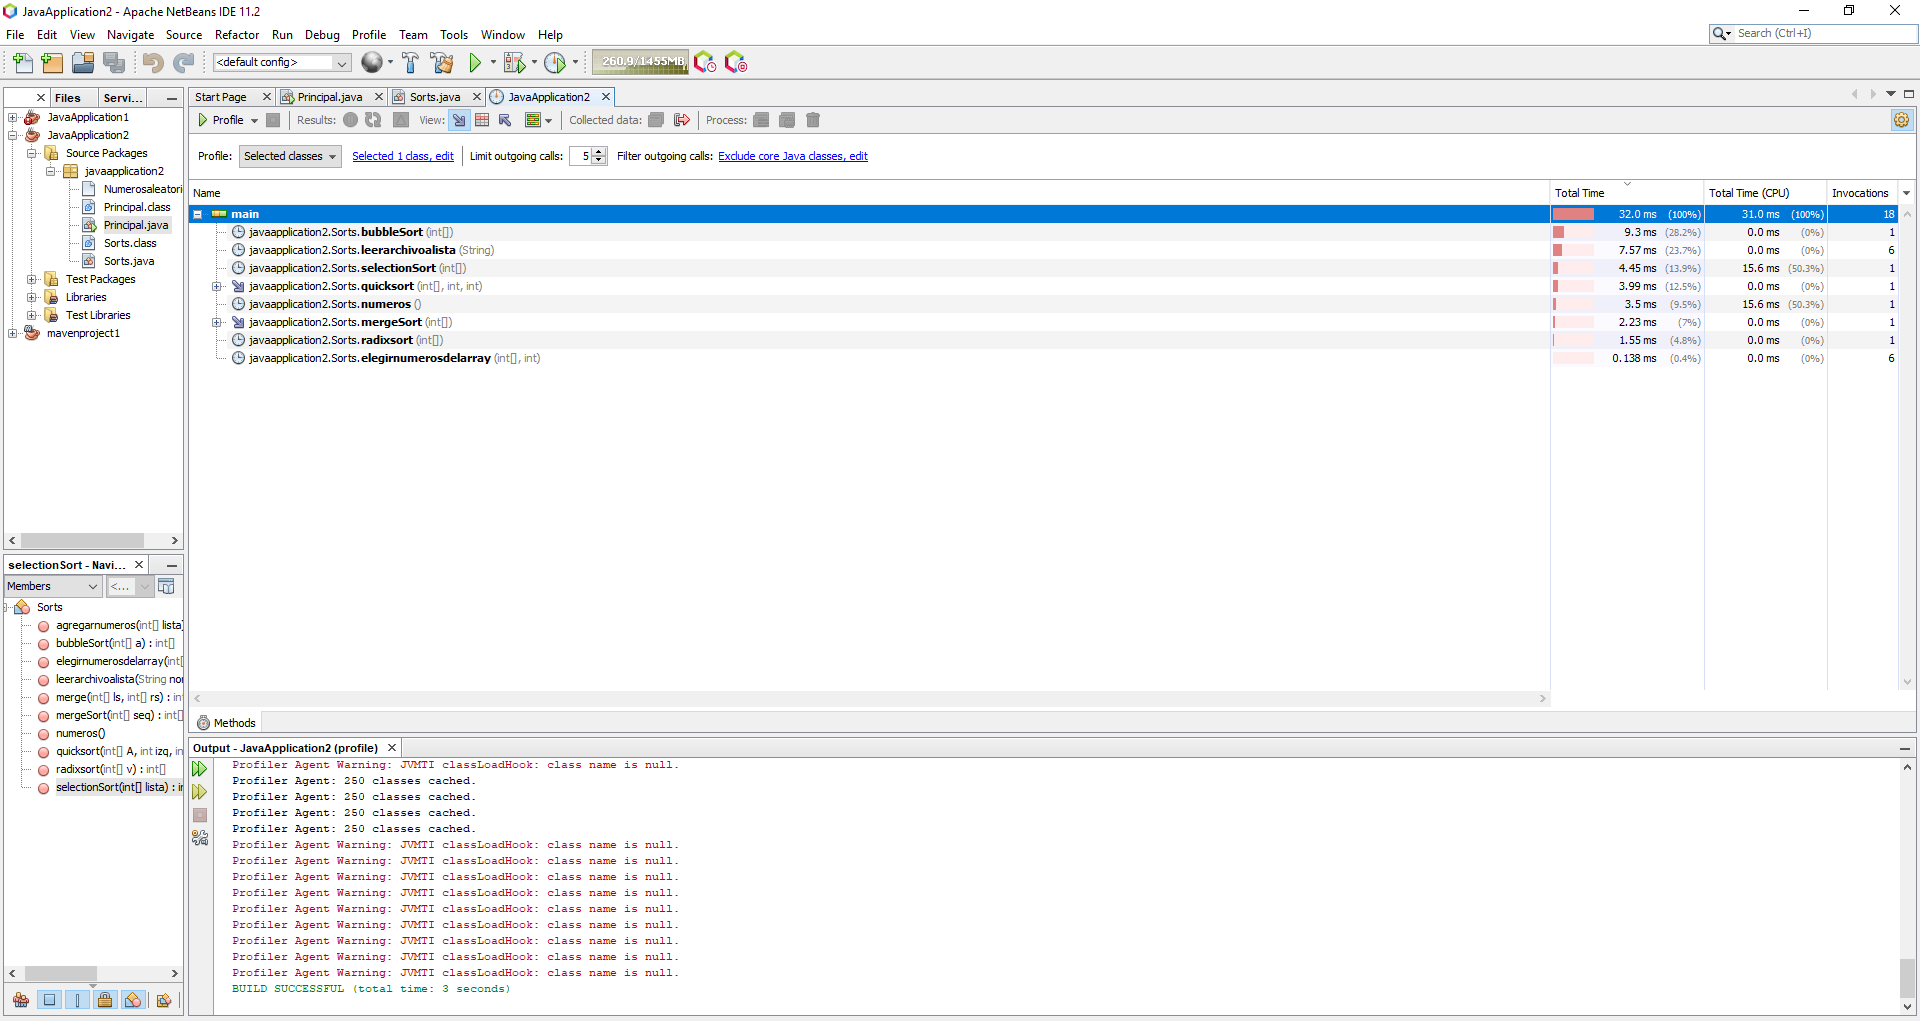 JavaApplication2 - Apache NetBeans IDE 11.2
File Edit View Navigate Source Refactor Run Debug Profile Team Tools Window Help
Search (Ctrl+I)
<default config>
260.9/1455MB
Files Servi...
Start Page Principal.java Sorts.java JavaApplication2
JavaApplication1
JavaApplication2
Source Packages
javaapplication2
Numerosaleatori
Principal.class
Principal.java
Sorts.class
Sorts.java
Test Packages
Libraries
Test Libraries
mavenproject1
Profile Results: View: Collected data: Process:
Profile: Selected classes Selected 1 class, edit Limit outgoing calls: 5 Filter outgoing calls: Exclude core Java classes, edit
Name Total Time Total Time (CPU) Invocations
main 32.0 ms (100%) 31.0 ms (100%) 18
javaapplication2.Sorts.bubbleSort (int[]) 9.3 ms (28.2%) 0.0 ms (0%) 1
javaapplication2.Sorts.leerarchivoalista (String) 7.57 ms (23.7%) 0.0 ms (0%) 6
javaapplication2.Sorts.selectionSort (int[]) 4.45 ms (13.9%) 15.6 ms (50.3%) 1
javaapplication2.Sorts.quicksort (int[], int, int) 3.99 ms (12.5%) 0.0 ms (0%) 1
javaapplication2.Sorts.numeros () 3.5 ms (9.5%) 15.6 ms (50.3%) 1
javaapplication2.Sorts.mergeSort (int[]) 2.23 ms (7%) 0.0 ms (0%) 1
javaapplication2.Sorts.radixsort (int[]) 1.55 ms (4.8%) 0.0 ms (0%) 1
javaapplication2.Sorts.elegirnumerosdelarray (int[], int) 0.138 ms (0.4%) 0.0 ms (0%) 6
Methods
selectionSort - Navi...
Members <...
Sorts
agregarnumeros(int[] lista)
bubbleSort(int[] a) : int[]
elegirnumerosdelarray(int[
leerarchivoalista(String nor
merge(int[] ls, int[] rs) : int
mergeSort(int[] seq) : int[]
numeros()
quicksort(int[] A, int izq, in
radixsort(int[] v) : int[]
selectionSort(int[] lista) : in
Output - JavaApplication2 (profile)
Profiler Agent Warning: JVMTI classLoadHook: class name is null.
Profiler Agent: 250 classes cached.
Profiler Agent: 250 classes cached.
Profiler Agent: 250 classes cached.
Profiler Agent: 250 classes cached.
Profiler Agent Warning: JVMTI classLoadHook: class name is null.
Profiler Agent Warning: JVMTI classLoadHook: class name is null.
Profiler Agent Warning: JVMTI classLoadHook: class name is null.
Profiler Agent Warning: JVMTI classLoadHook: class name is null.
Profiler Agent Warning: JVMTI classLoadHook: class name is null.
Profiler Agent Warning: JVMTI classLoadHook: class name is null.
Profiler Agent Warning: JVMTI classLoadHook: class name is null.
Profiler Agent Warning: JVMTI classLoadHook: class name is null.
Profiler Agent Warning: JVMTI classLoadHook: class name is null.
BUILD SUCCESSFUL (total time: 3 seconds)